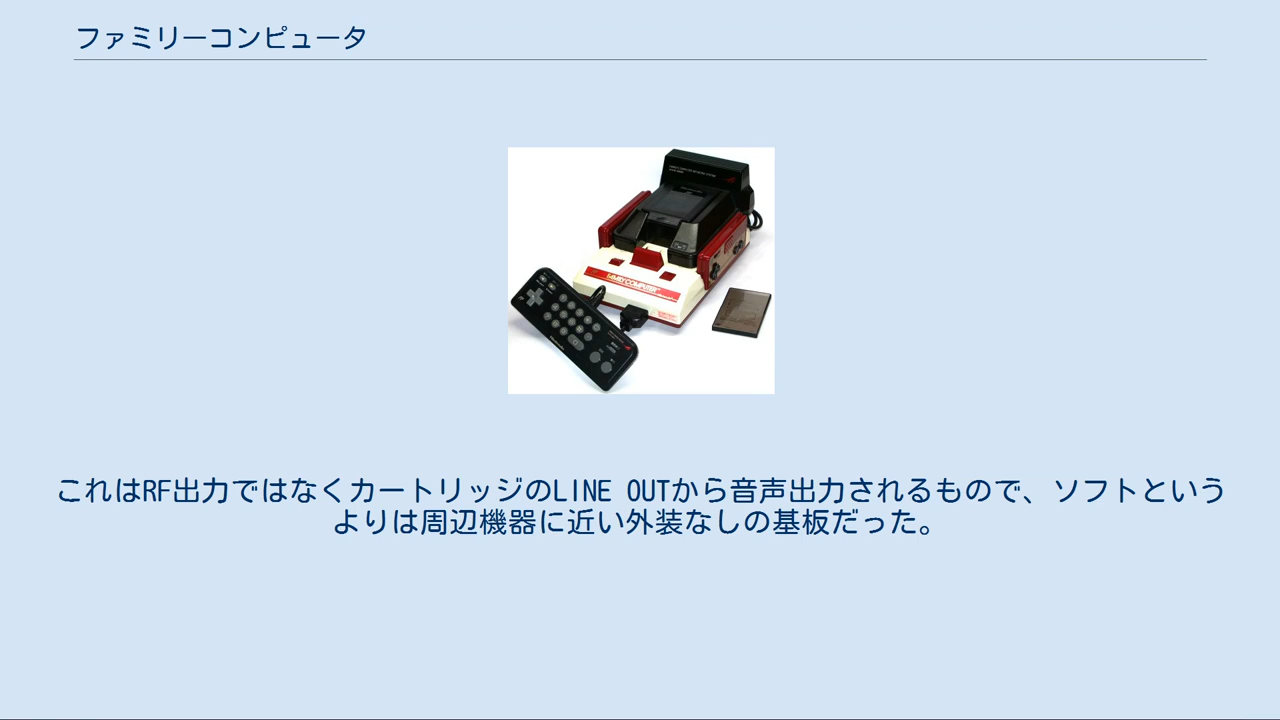 ファミリーコンピュータ
FAMILY COMPUTER
これはRF出力ではなくカートリッジのLINE OUTから音声出力されるもので、ソフトという
よりは周辺機器に近い外装なしの基板だった。